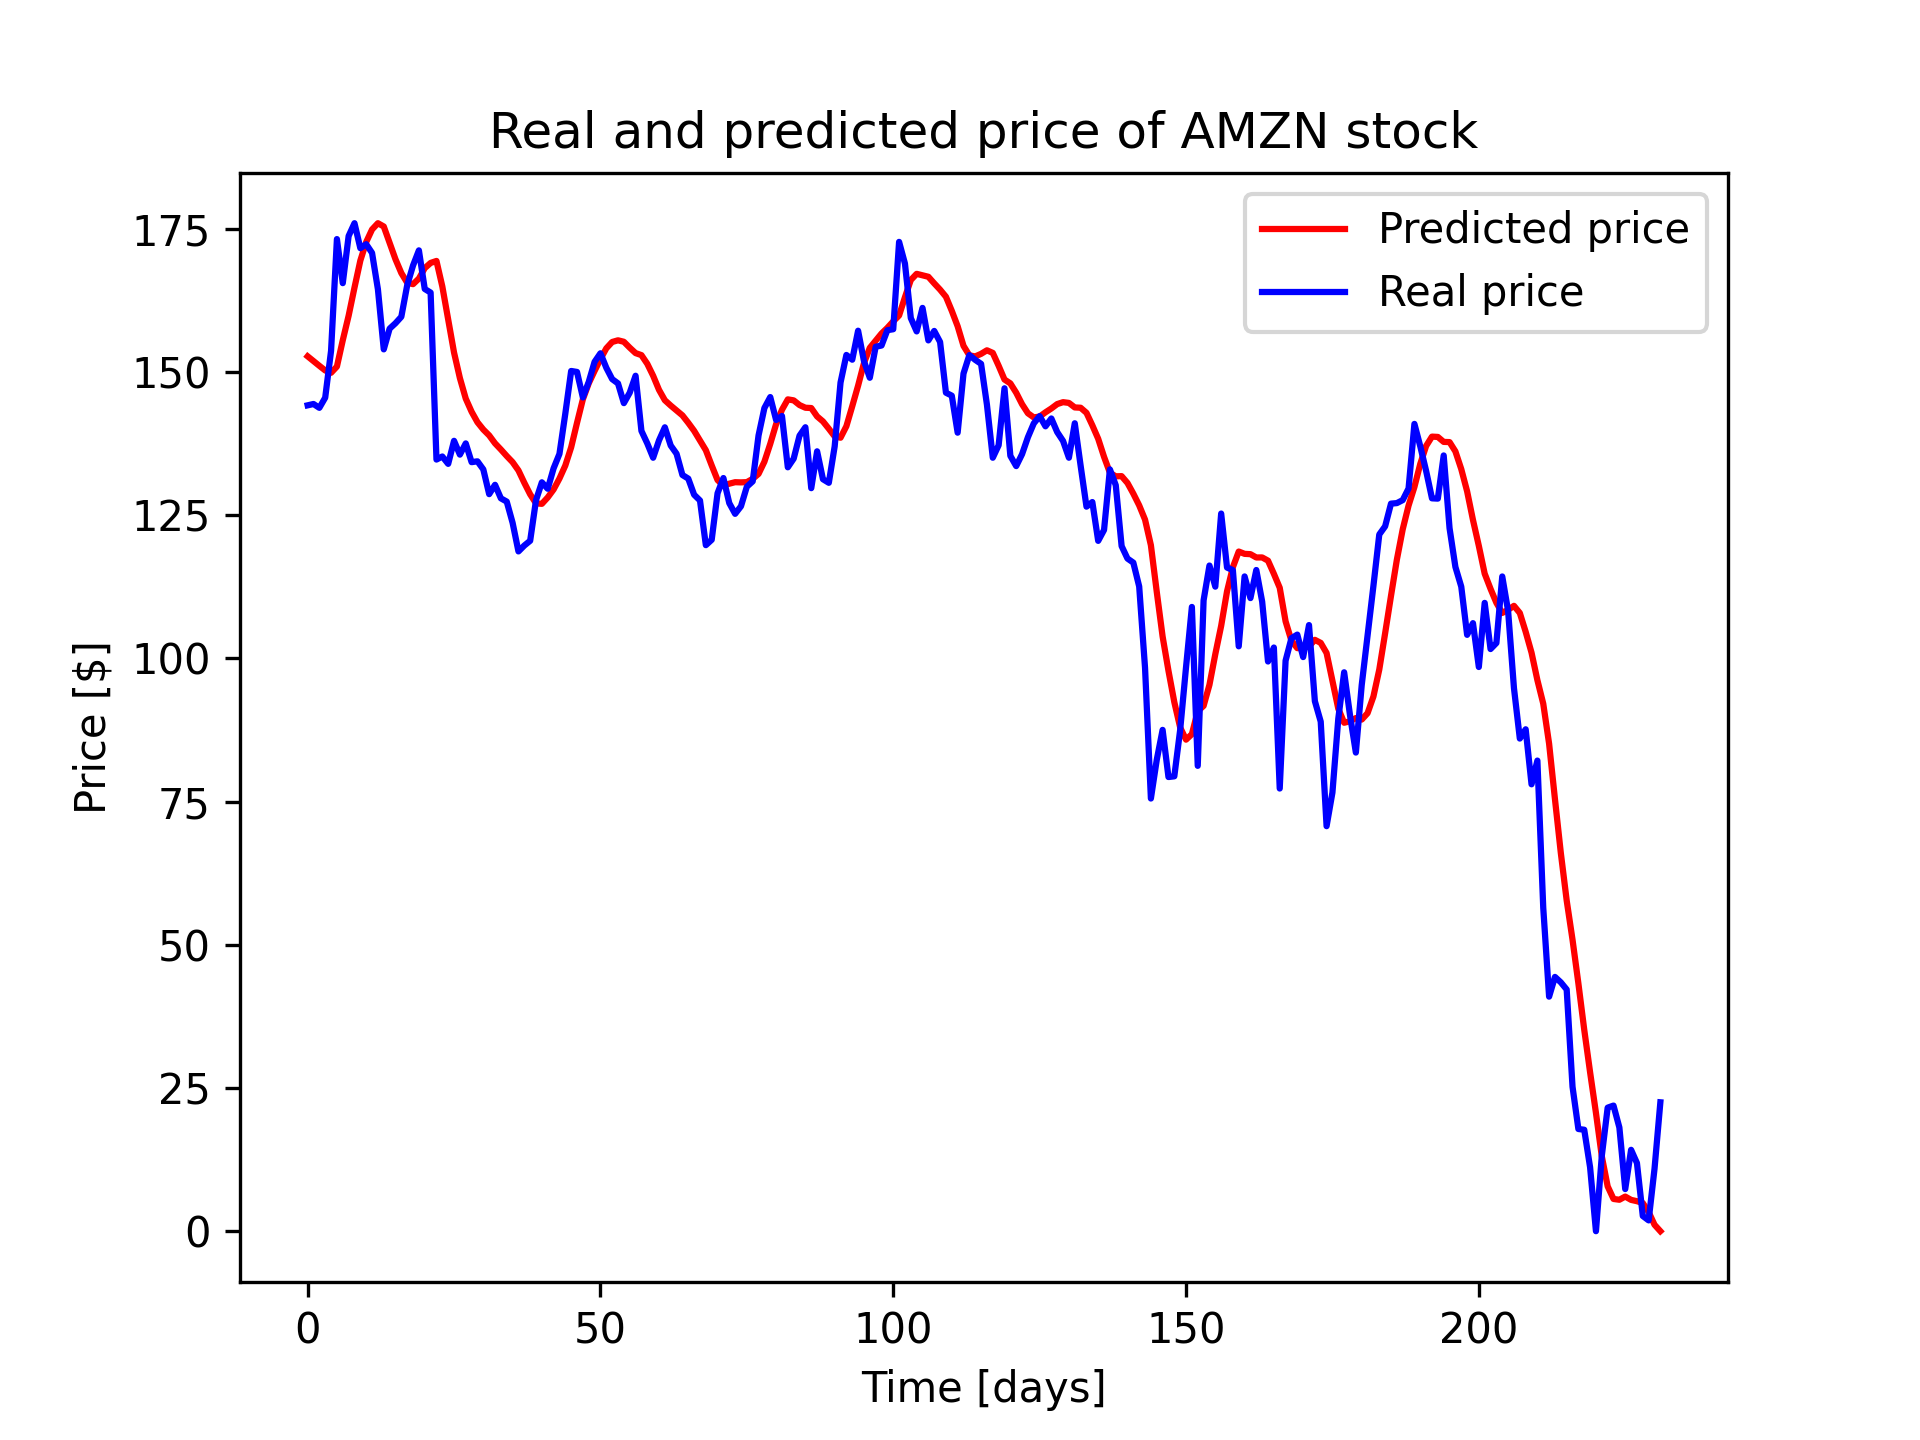 Real and predicted price of AMZN stock
Predicted price
Real price
175
150
125
100
75
50
25
0
Price [$]
0 50 100 150 200
Time [days]